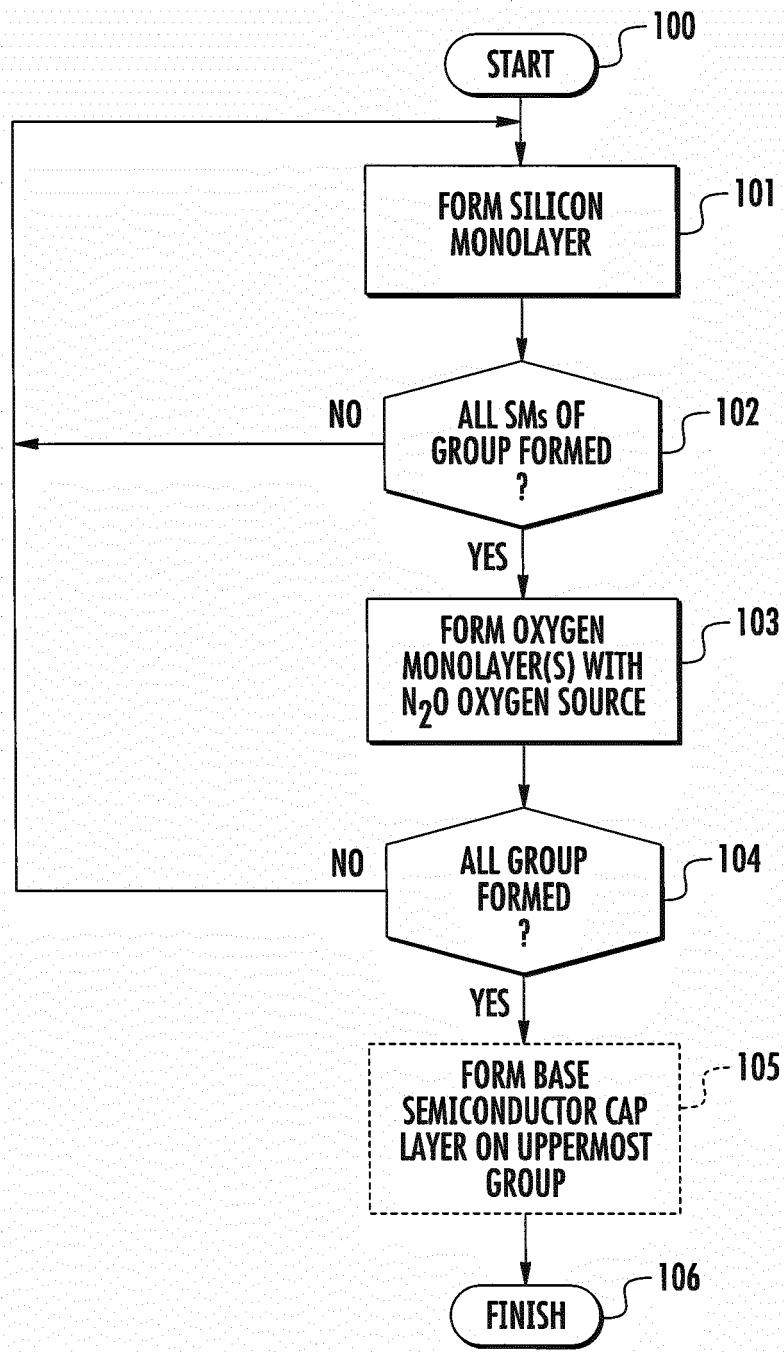 100
START
FORM SILICON
MONOLAYER
101
NO
ALL SMs OF
GROUP FORMED
?
102
YES
FORM OXYGEN
MONOLAYER(S) WITH
N2O OXYGEN SOURCE
103
NO
ALL GROUP
FORMED
?
104
YES
FORM BASE
SEMICONDUCTOR CAP
LAYER ON UPPERMOST
GROUP
105
FINISH
106